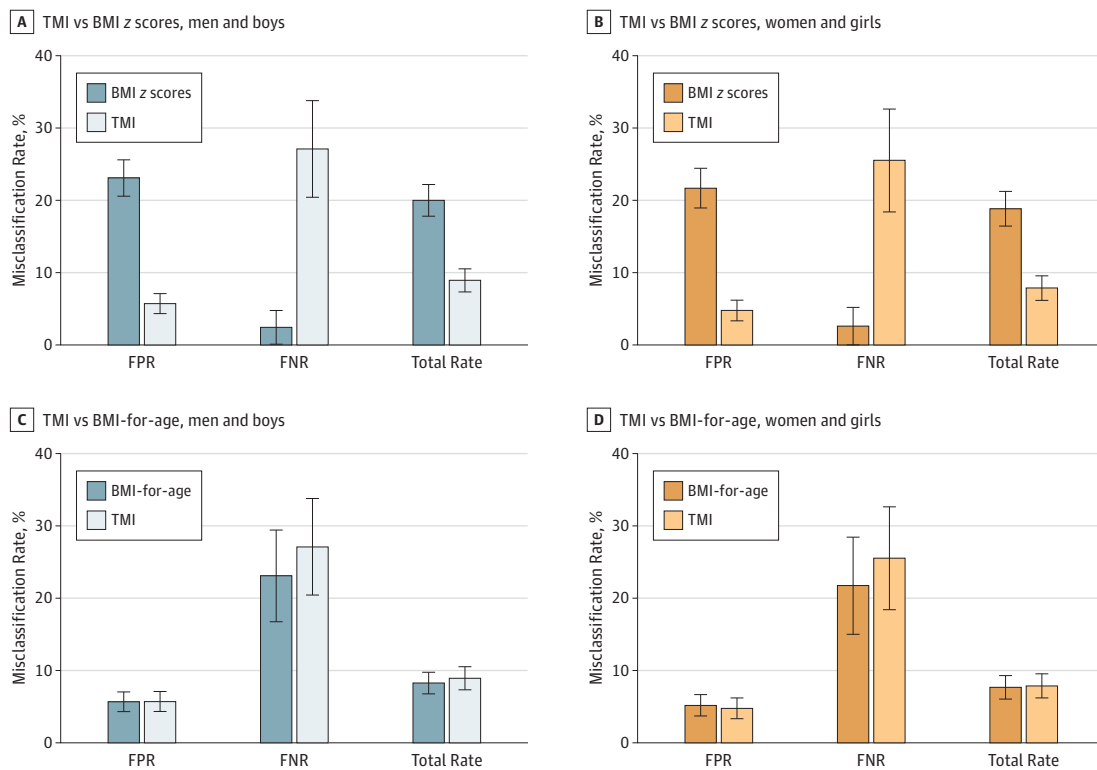 A TMI vs BMI z scores, men and boys
Misclassification Rate, %
40
30
20
10
0
BMI z scores
TMI
FPR FNR Total Rate
B TMI vs BMI z scores, women and girls
Misclassification Rate, %
40
30
20
10
0
BMI z scores
TMI
FPR FNR Total Rate
C TMI vs BMI-for-age, men and boys
Misclassification Rate, %
40
30
20
10
0
BMI-for-age
TMI
FPR FNR Total Rate
D TMI vs BMI-for-age, women and girls
Misclassification Rate, %
40
30
20
10
0
BMI-for-age
TMI
FPR FNR Total Rate